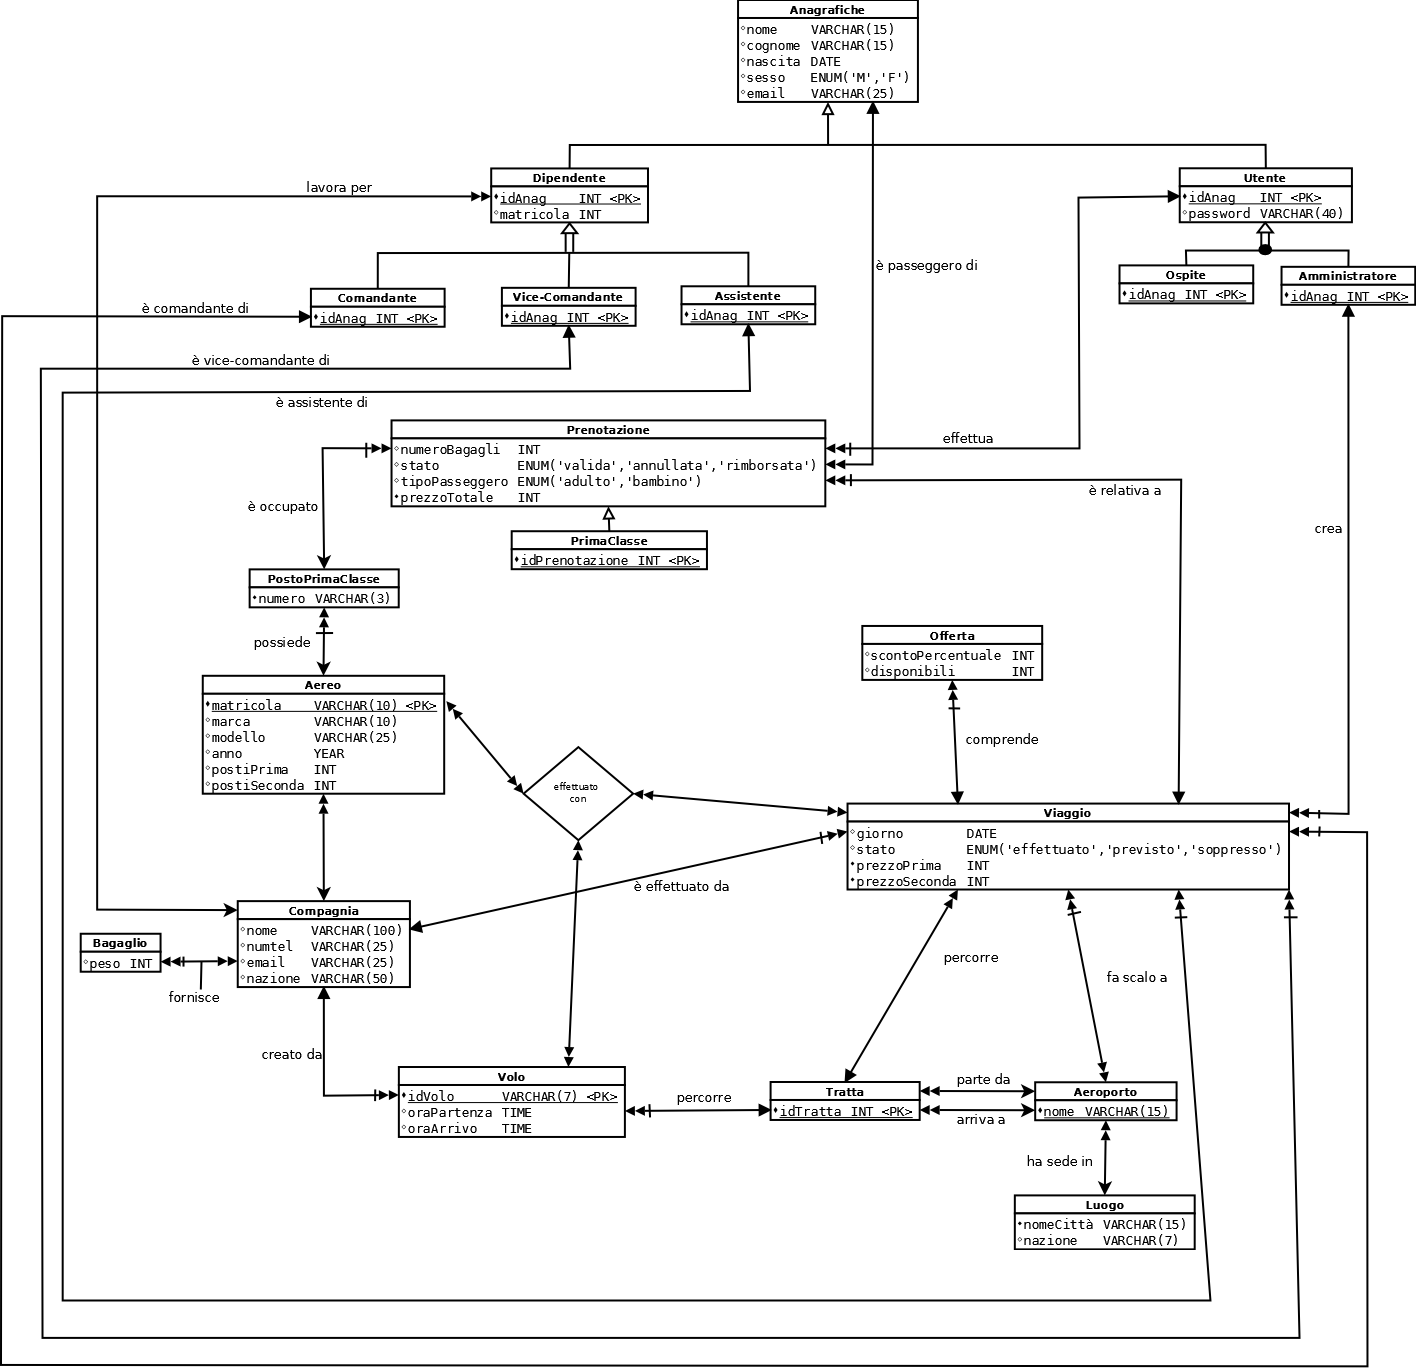 Anagrafiche
nome VARCHAR(15)
cognome VARCHAR(15)
nascita DATE
sesso ENUM('M','F')
email VARCHAR(25)
Dipendente
idAnag INT <PK>
matricola INT
Utente
idAnag INT <PK>
password VARCHAR(40)
lavora per
è passeggero di
Comandante
idAnag INT <PK>
Vice-Comandante
idAnag INT <PK>
Assistente
idAnag INT <PK>
Ospite
idAnag INT <PK>
Amministratore
idAnag INT <PK>
è comandante di
è vice-comandante di
è assistente di
Prenotazione
numeroBagagli INT
stato ENUM('valida','annullata','rimborsata')
tipoPasseggero ENUM('adulto','bambino')
prezzoTotale INT
effettua
è relativa a
è occupato
crea
PrimaClasse
idPrenotazione INT <PK>
PostoPrimaClasse
numero VARCHAR(3)
possiede
Offerta
scontoPercentuale INT
disponibili INT
comprende
Aereo
matricola VARCHAR(10) <PK>
marca VARCHAR(10)
modello VARCHAR(25)
anno YEAR
postiPrima INT
postiSeconda INT
effettuato
con
Viaggio
giorno DATE
stato ENUM('effettuato','previsto','soppresso')
prezzoPrima INT
prezzoSeconda INT
è effettuato da
Compagnia
nome VARCHAR(100)
numtel VARCHAR(25)
email VARCHAR(25)
nazione VARCHAR(50)
Bagaglio
peso INT
fornisce
percorre
fa scalo a
creato da
Volo
idVolo VARCHAR(7) <PK>
oraPartenza TIME
oraArrivo TIME
percorre
Tratta
idTratta INT <PK>
parte da
arriva a
Aeroporto
nome VARCHAR(15)
ha sede in
Luogo
nomeCittà VARCHAR(15)
nazione VARCHAR(7)